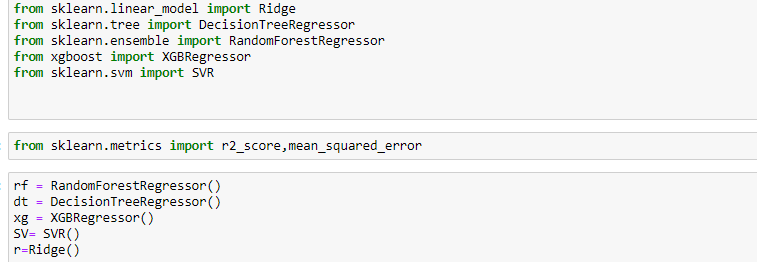 from sklearn.linear_model import Ridge
from sklearn.tree import DecisionTreeRegressor
from sklearn.ensemble import RandomForestRegressor
from xgboost import XGBRegressor
from sklearn.svm import SVR
from sklearn.metrics import r2_score,mean_squared_error
rf = RandomForestRegressor()
dt = DecisionTreeRegressor()
xg = XGBRegressor()
SV= SVR()
r=Ridge()